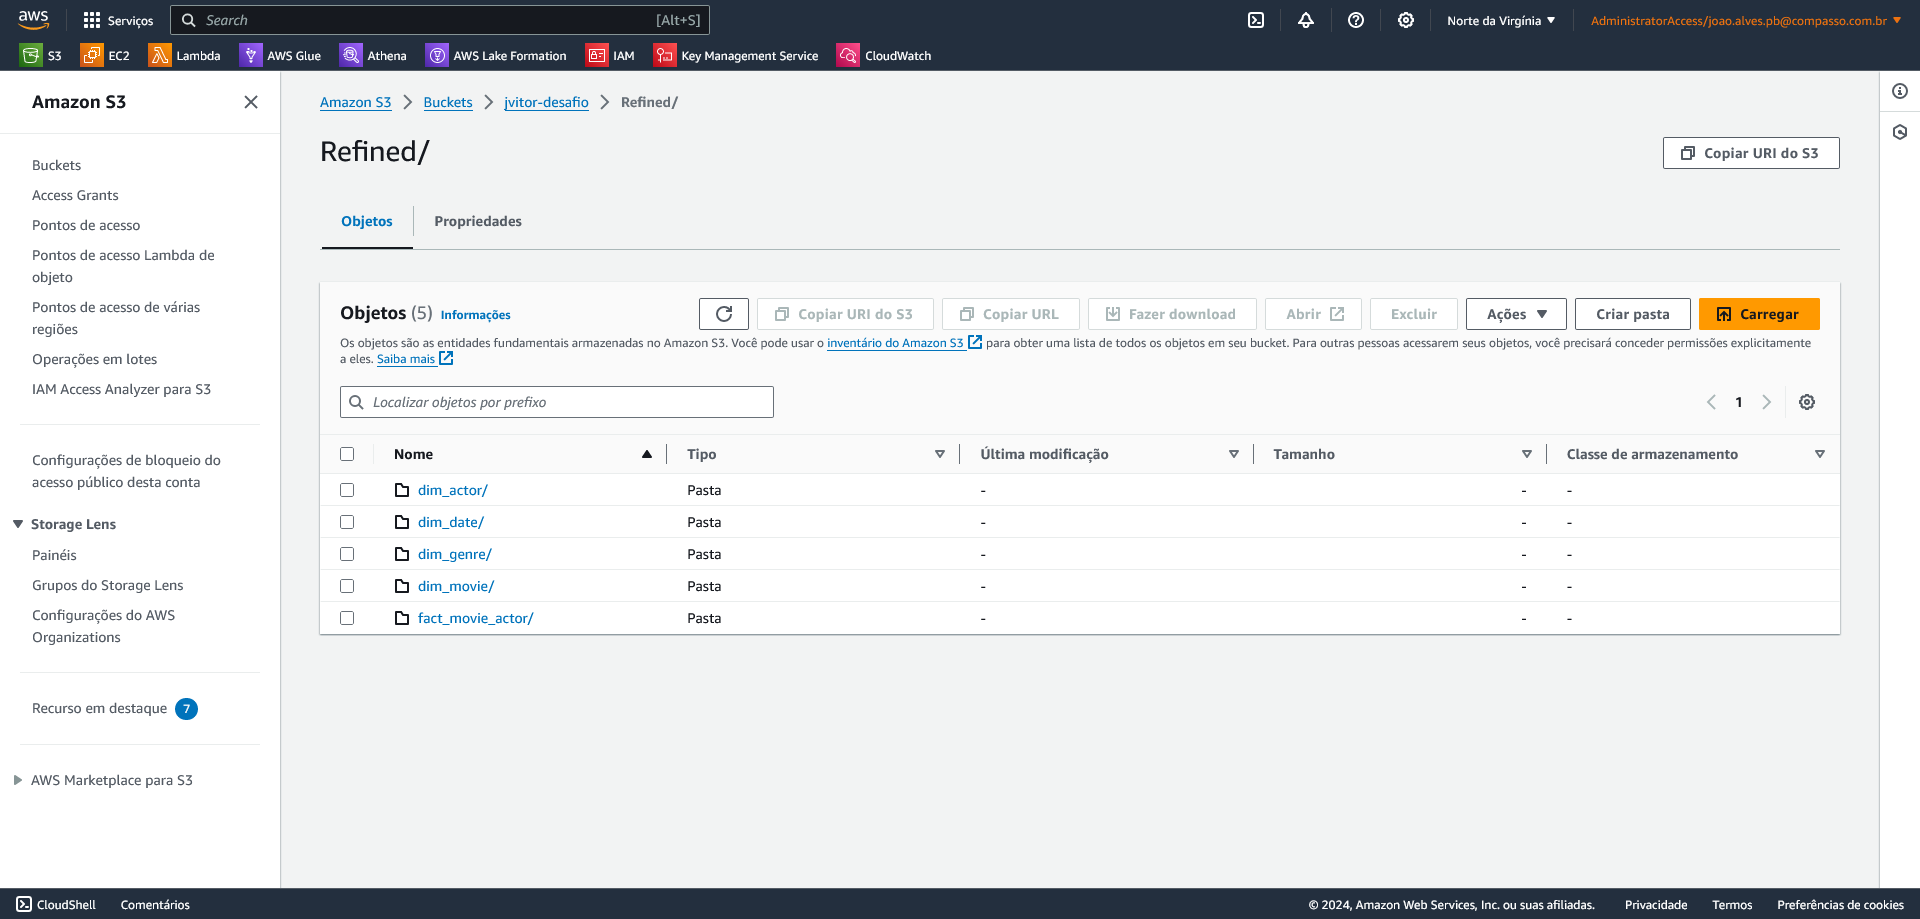 aws
Serviços
Search [Alt+S]
Norte da Virgínia
AdministratorAccess/joao.alves.pb@compasso.com.br
S3
EC2
Lambda
AWS Glue
Athena
AWS Lake Formation
IAM
Key Management Service
CloudWatch
Amazon S3
Buckets
Access Grants
Pontos de acesso
Pontos de acesso Lambda de
objeto
Pontos de acesso de várias
regiões
Operações em lotes
IAM Access Analyzer para S3
Configurações de bloqueio do
acesso público desta conta
Storage Lens
Painéis
Grupos do Storage Lens
Configurações do AWS
Organizations
Recurso em destaque 7
AWS Marketplace para S3
Amazon S3 > Buckets > jvitor-desafio > Refined/
Refined/
Copiar URI do S3
Objetos
Propriedades
Objetos (5) Informações
Copiar URI do S3
Copiar URL
Fazer download
Abrir
Excluir
Ações
Criar pasta
Carregar
Os objetos são as entidades fundamentais armazenadas no Amazon S3. Você pode usar o inventário do Amazon S3 para obter uma lista de todos os objetos em seu bucket. Para outras pessoas acessarem seus objetos, você precisará conceder permissões explicitamente
a eles. Saiba mais
Localizar objetos por prefixo
1
Nome Tipo Última modificação Tamanho Classe de armazenamento
dim_actor/ Pasta - - -
dim_date/ Pasta - - -
dim_genre/ Pasta - - -
dim_movie/ Pasta - - -
fact_movie_actor/ Pasta - - -
CloudShell
Comentários
© 2024, Amazon Web Services, Inc. ou suas afiliadas.
Privacidade
Termos
Preferências de cookies